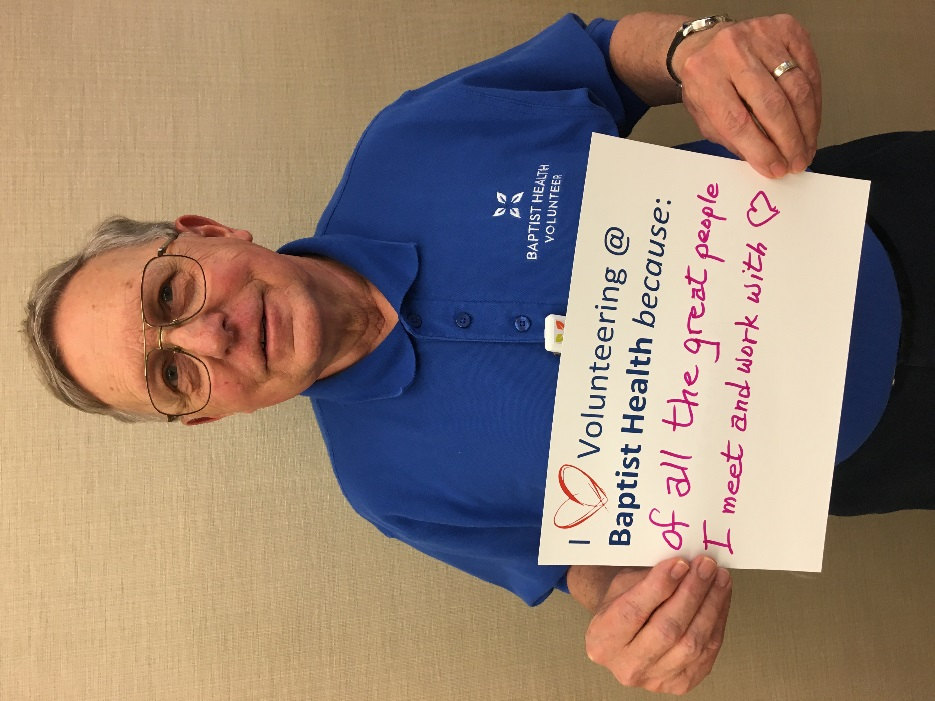 BAPTIST HEALTH
VOLUNTEER
I Volunteering @
Baptist Health because:
of all the great people
I meet and work with